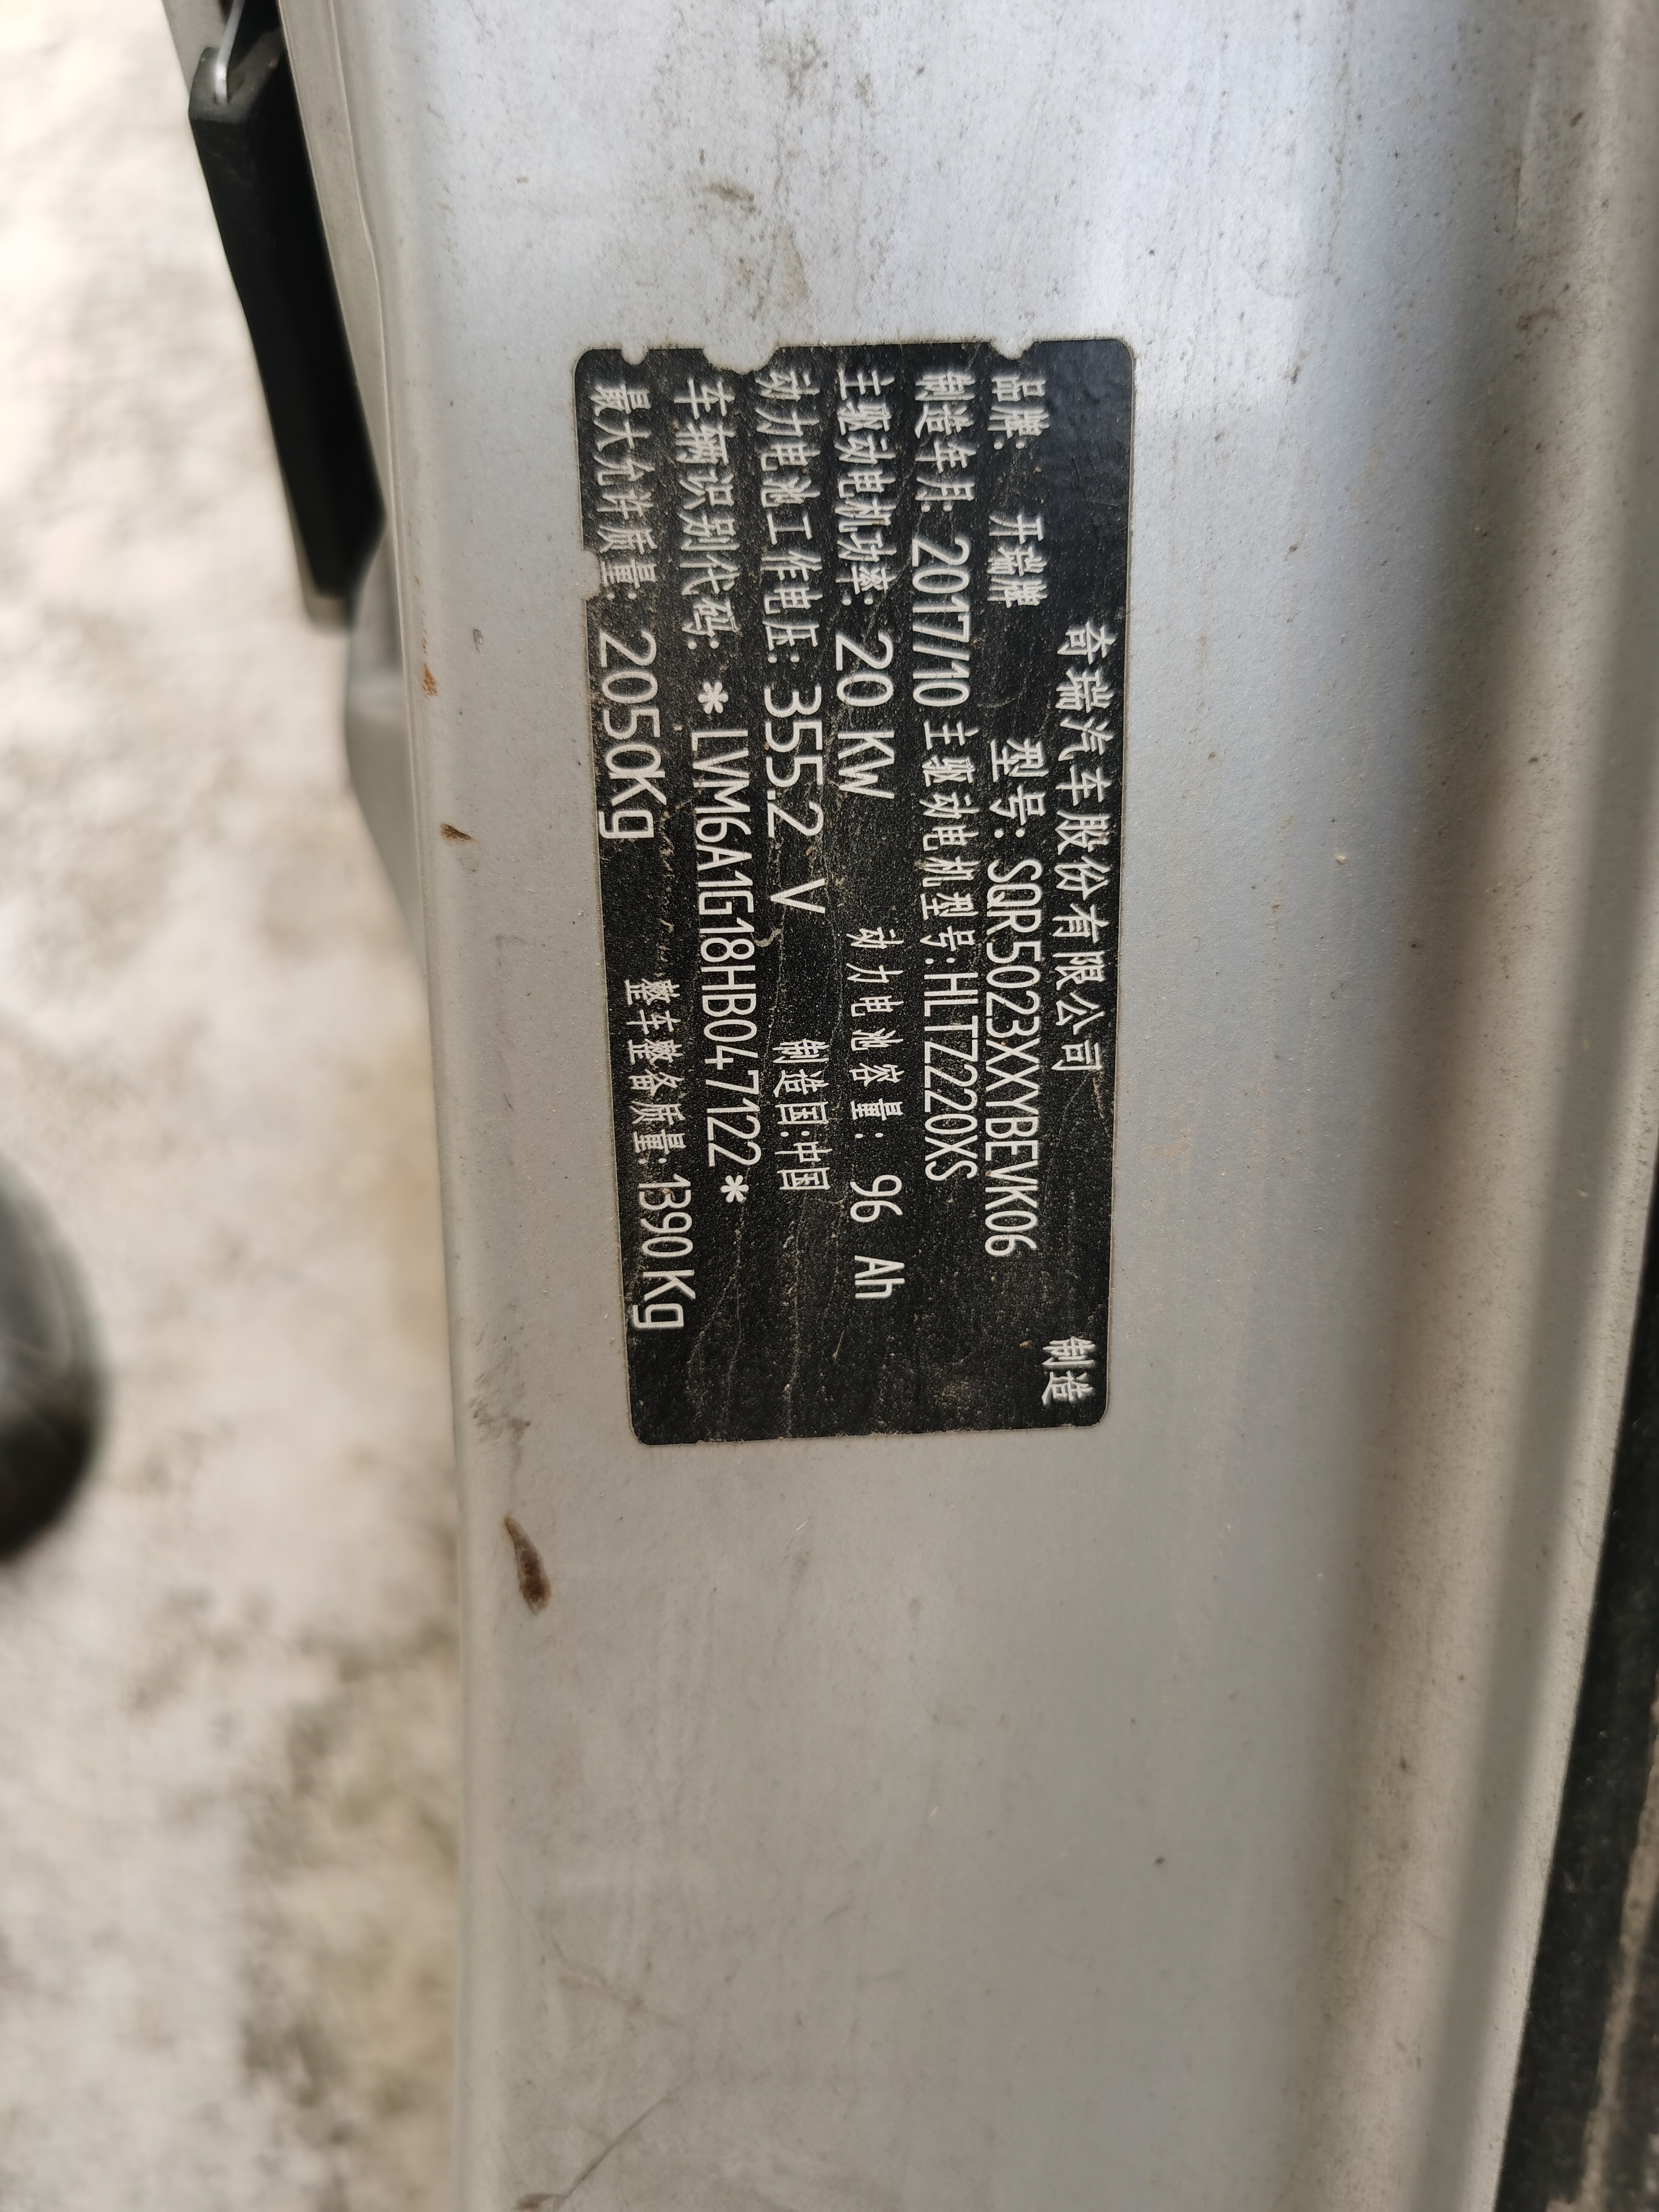 奇瑞汽车股份有限公司 制造
品牌: 开瑞牌 型号: SQR5023XXYBEVK06
制造年月: 2017/10 主驱动电机型号:HLTZ220XS
主驱动电机功率: 20 KW 动力电池容量: 96 Ah
动力电池工作电压: 355.2 V 制造国:中国
车辆识别代码: *LVM6A1G18HB047122*
最大允许质量: 2050Kg 整车整备质量: 1390Kg